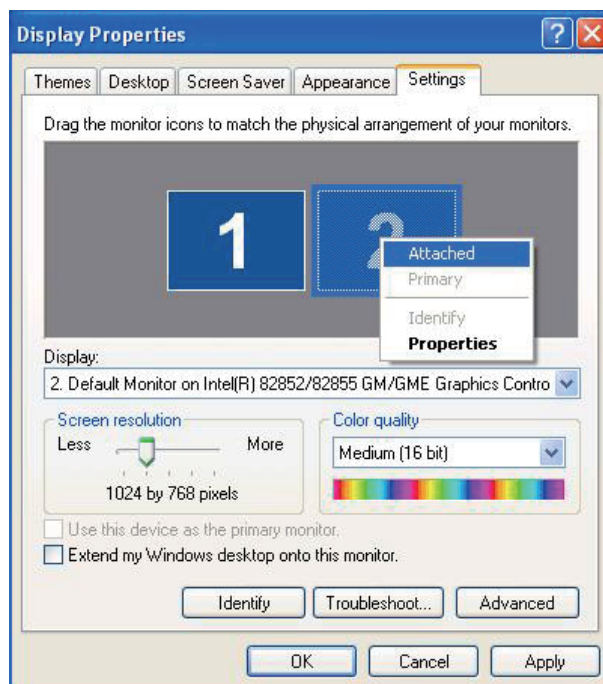 Display Properties
Themes Desktop Screen Saver Appearance Settings
Drag the monitor icons to match the physical arrangement of your monitors.
1 2
Attached
Primary
Identify
Properties
Display:
2. Default Monitor on Intel(R) 82852/82855 GM/GME Graphics Contro
Screen resolution
Less More
1024 by 768 pixels
Color quality
Medium (16 bit)
Use this device as the primary monitor.
Extend my Windows desktop onto this monitor.
Identify Troubleshoot... Advanced
OK Cancel Apply